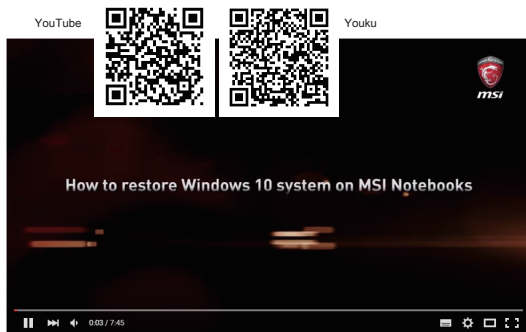 YouTube
Youku
msi
How to restore Windows 10 system on MSI Notebooks
0:03 / 7:45